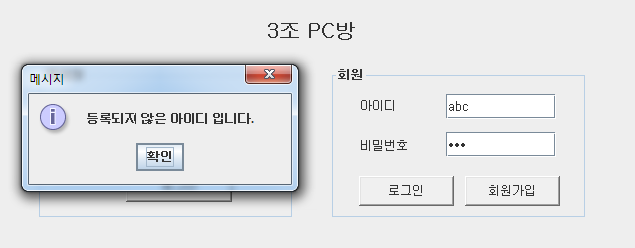 3조 PC방
메시지
등록되지 않은 아이디 입니다.
확인
회원
아이디
abc
비밀번호
•••
로그인
회원가입